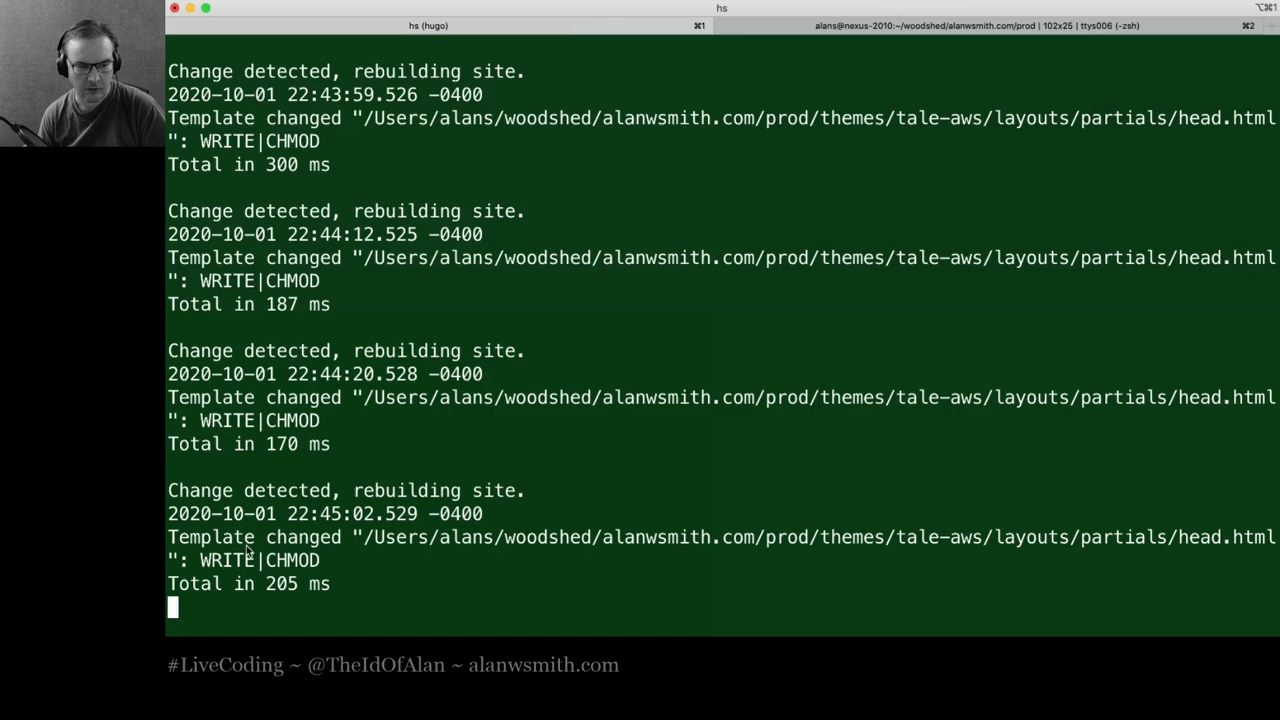 hs
⌥⌘1
hs (hugo)
⌘1
alans@nexus-2010:~/woodshed/alanwsmith.com/prod | 102x25 | ttys006 (-zsh)
⌘2
+
Change detected, rebuilding site.
2020-10-01 22:43:59.526 -0400
Template changed "/Users/alans/woodshed/alanwsmith.com/prod/themes/tale-aws/layouts/partials/head.html
": WRITE|CHMOD
Total in 300 ms
Change detected, rebuilding site.
2020-10-01 22:44:12.525 -0400
Template changed "/Users/alans/woodshed/alanwsmith.com/prod/themes/tale-aws/layouts/partials/head.html
": WRITE|CHMOD
Total in 187 ms
Change detected, rebuilding site.
2020-10-01 22:44:20.528 -0400
Template changed "/Users/alans/woodshed/alanwsmith.com/prod/themes/tale-aws/layouts/partials/head.html
": WRITE|CHMOD
Total in 170 ms
Change detected, rebuilding site.
2020-10-01 22:45:02.529 -0400
Template changed "/Users/alans/woodshed/alanwsmith.com/prod/themes/tale-aws/layouts/partials/head.html
": WRITE|CHMOD
Total in 205 ms
#LiveCoding ~ @TheIdOfAlan ~ alanwsmith.com